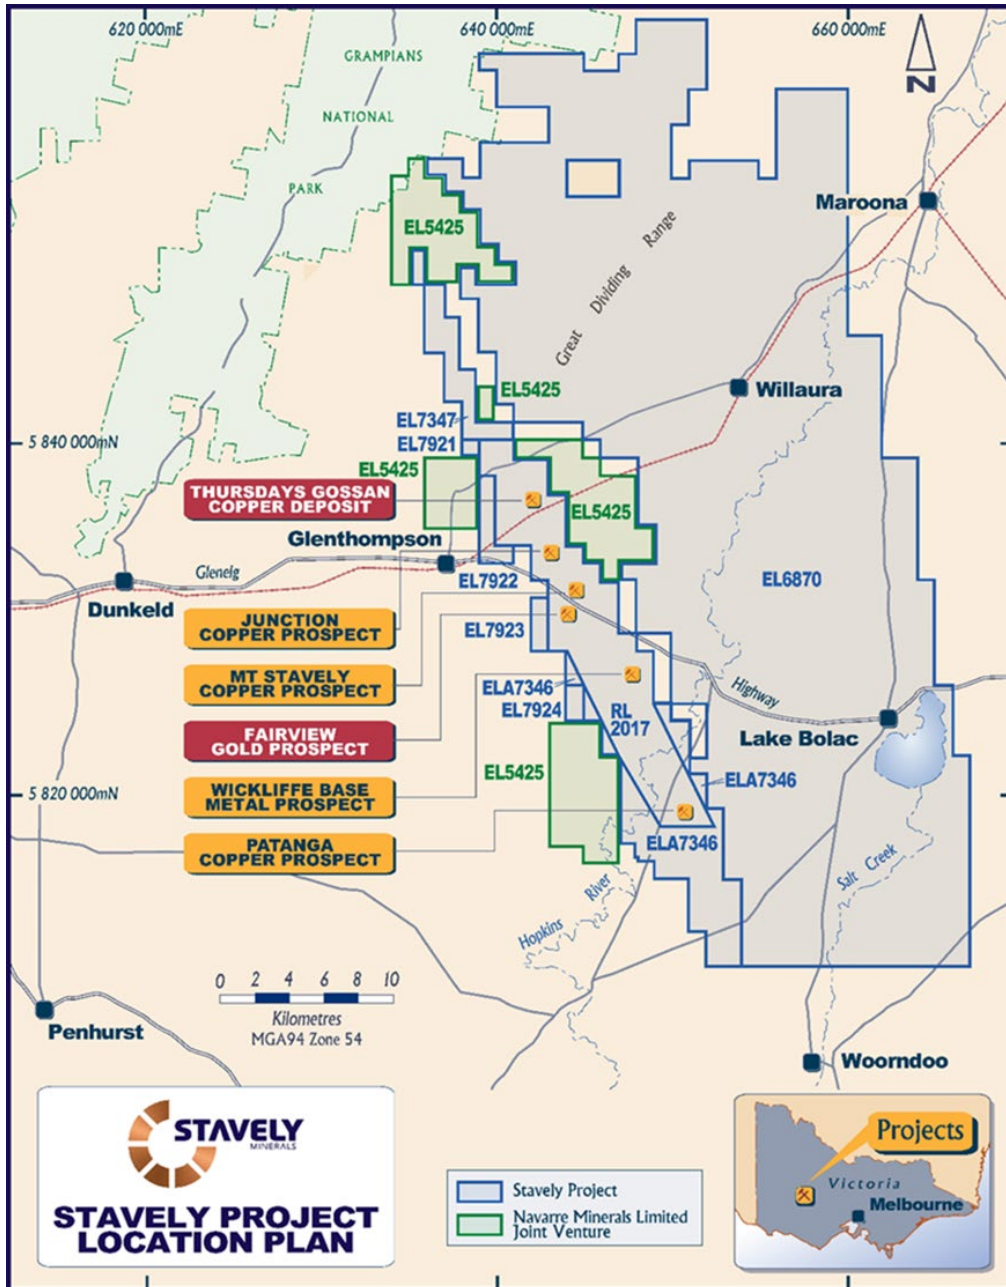 620 000mE
640 000mE
660 000mE
GRAMPIANS
NATIONAL
PARK
N
Maroona
EL5425
Great Dividing Range
Willaura
EL5425
EL7347
5 840 000mN
EL7921
EL5425
THURSDAYS GOSSAN
COPPER DEPOSIT
EL5425
Glenthompson
Glenelg
EL7922
EL6870
Dunkeld
JUNCTION
COPPER PROSPECT
EL7923
MT STAVELY
COPPER PROSPECT
ELA7346
Highway
EL7924
RL
2017
FAIRVIEW
GOLD PROSPECT
Lake Bolac
EL5425
ELA7346
WICKLIFFE BASE
METAL PROSPECT
5 820 000mN
PATANGA
COPPER PROSPECT
ELA7346
Salt Creek
Hopkins River
0 2 4 6 8 10
Kilometres
MGA94 Zone 54
Penhurst
Woorndoo
STAVELY
MINERALS
STAVELY PROJECT
LOCATION PLAN
Stavely Project
Navarre Minerals Limited
Joint Venture
Projects
Victoria
Melbourne